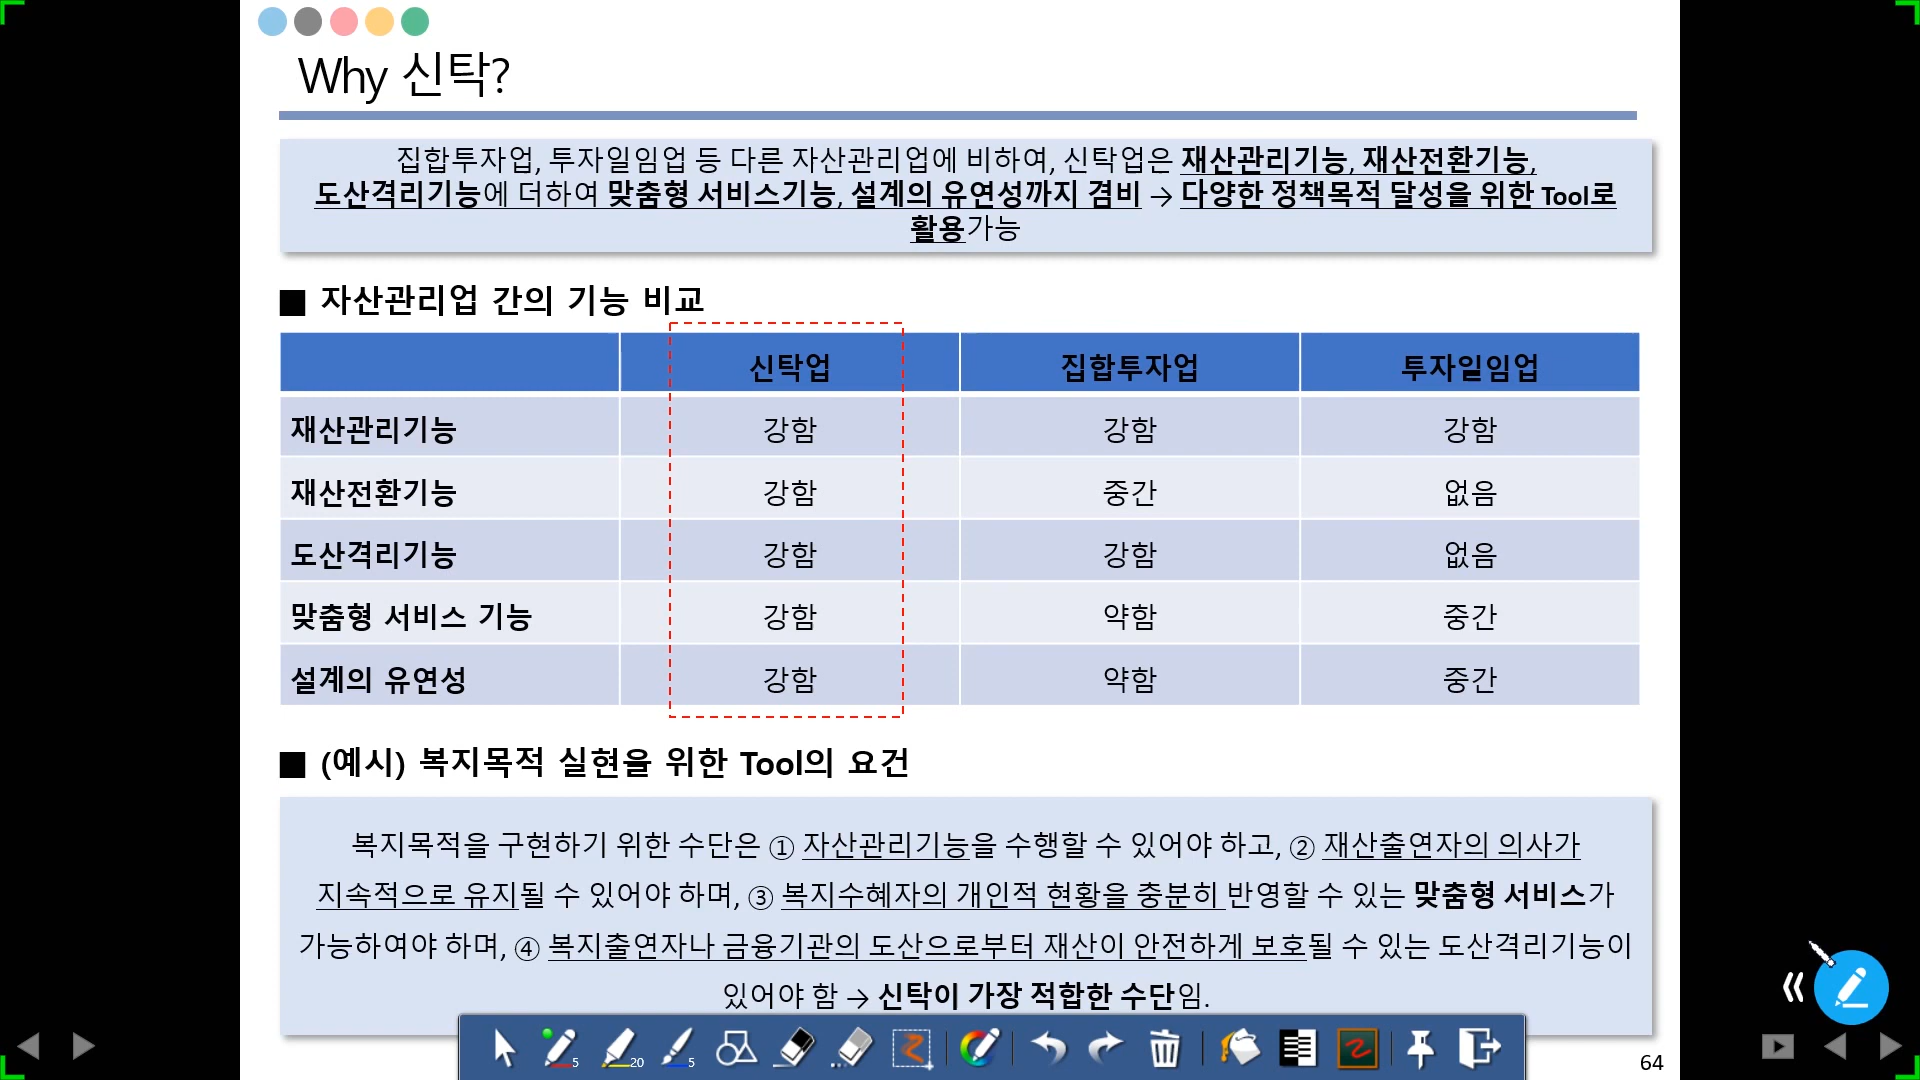 Why 신탁?
집합투자업, 투자일임업 등 다른 자산관리업에 비하여, 신탁업은 재산관리기능, 재산전환기능,
도산격리기능에 더하여 맞춤형 서비스기능, 설계의 유연성까지 겸비 → 다양한 정책목적 달성을 위한 Tool로
활용가능
■ 자산관리업 간의 기능 비교
신탁업 집합투자업 투자일임업
재산관리기능 강함 강함 강함
재산전환기능 강함 중간 없음
도산격리기능 강함 강함 없음
맞춤형 서비스 기능 강함 약함 중간
설계의 유연성 강함 약함 중간
■ (예시) 복지목적 실현을 위한 Tool의 요건
복지목적을 구현하기 위한 수단은 ① 자산관리기능을 수행할 수 있어야 하고, ② 재산출연자의 의사가
지속적으로 유지될 수 있어야 하며, ③ 복지수혜자의 개인적 현황을 충분히 반영할 수 있는 맞춤형 서비스가
가능하여야 하며, ④ 복지출연자나 금융기관의 도산으로부터 재산이 안전하게 보호될 수 있는 도산격리기능이
있어야 함 → 신탁이 가장 적합한 수단임.
5 20 5
64